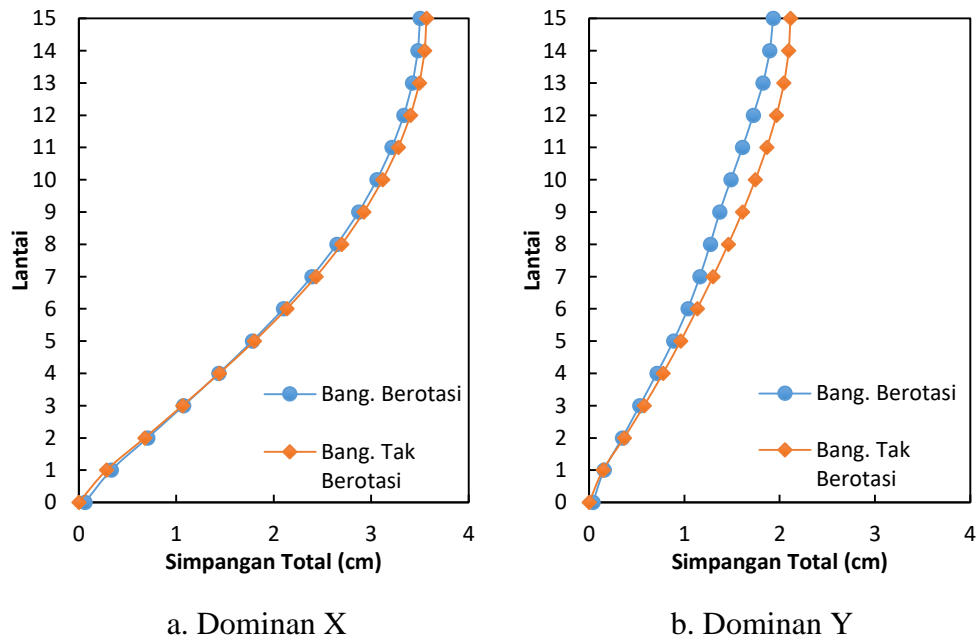 15
14
13
12
11
10
9
8
7
6
5
4
3
2
1
0
Lantai
Bang. Berotasi
Bang. Tak
Berotasi
0 1 2 3 4
Simpangan Total (cm)
a. Dominan X
15
14
13
12
11
10
9
8
7
6
5
4
3
2
1
0
Lantai
Bang. Berotasi
Bang. Tak
Berotasi
0 1 2 3 4
Simpangan Total (cm)
b. Dominan Y